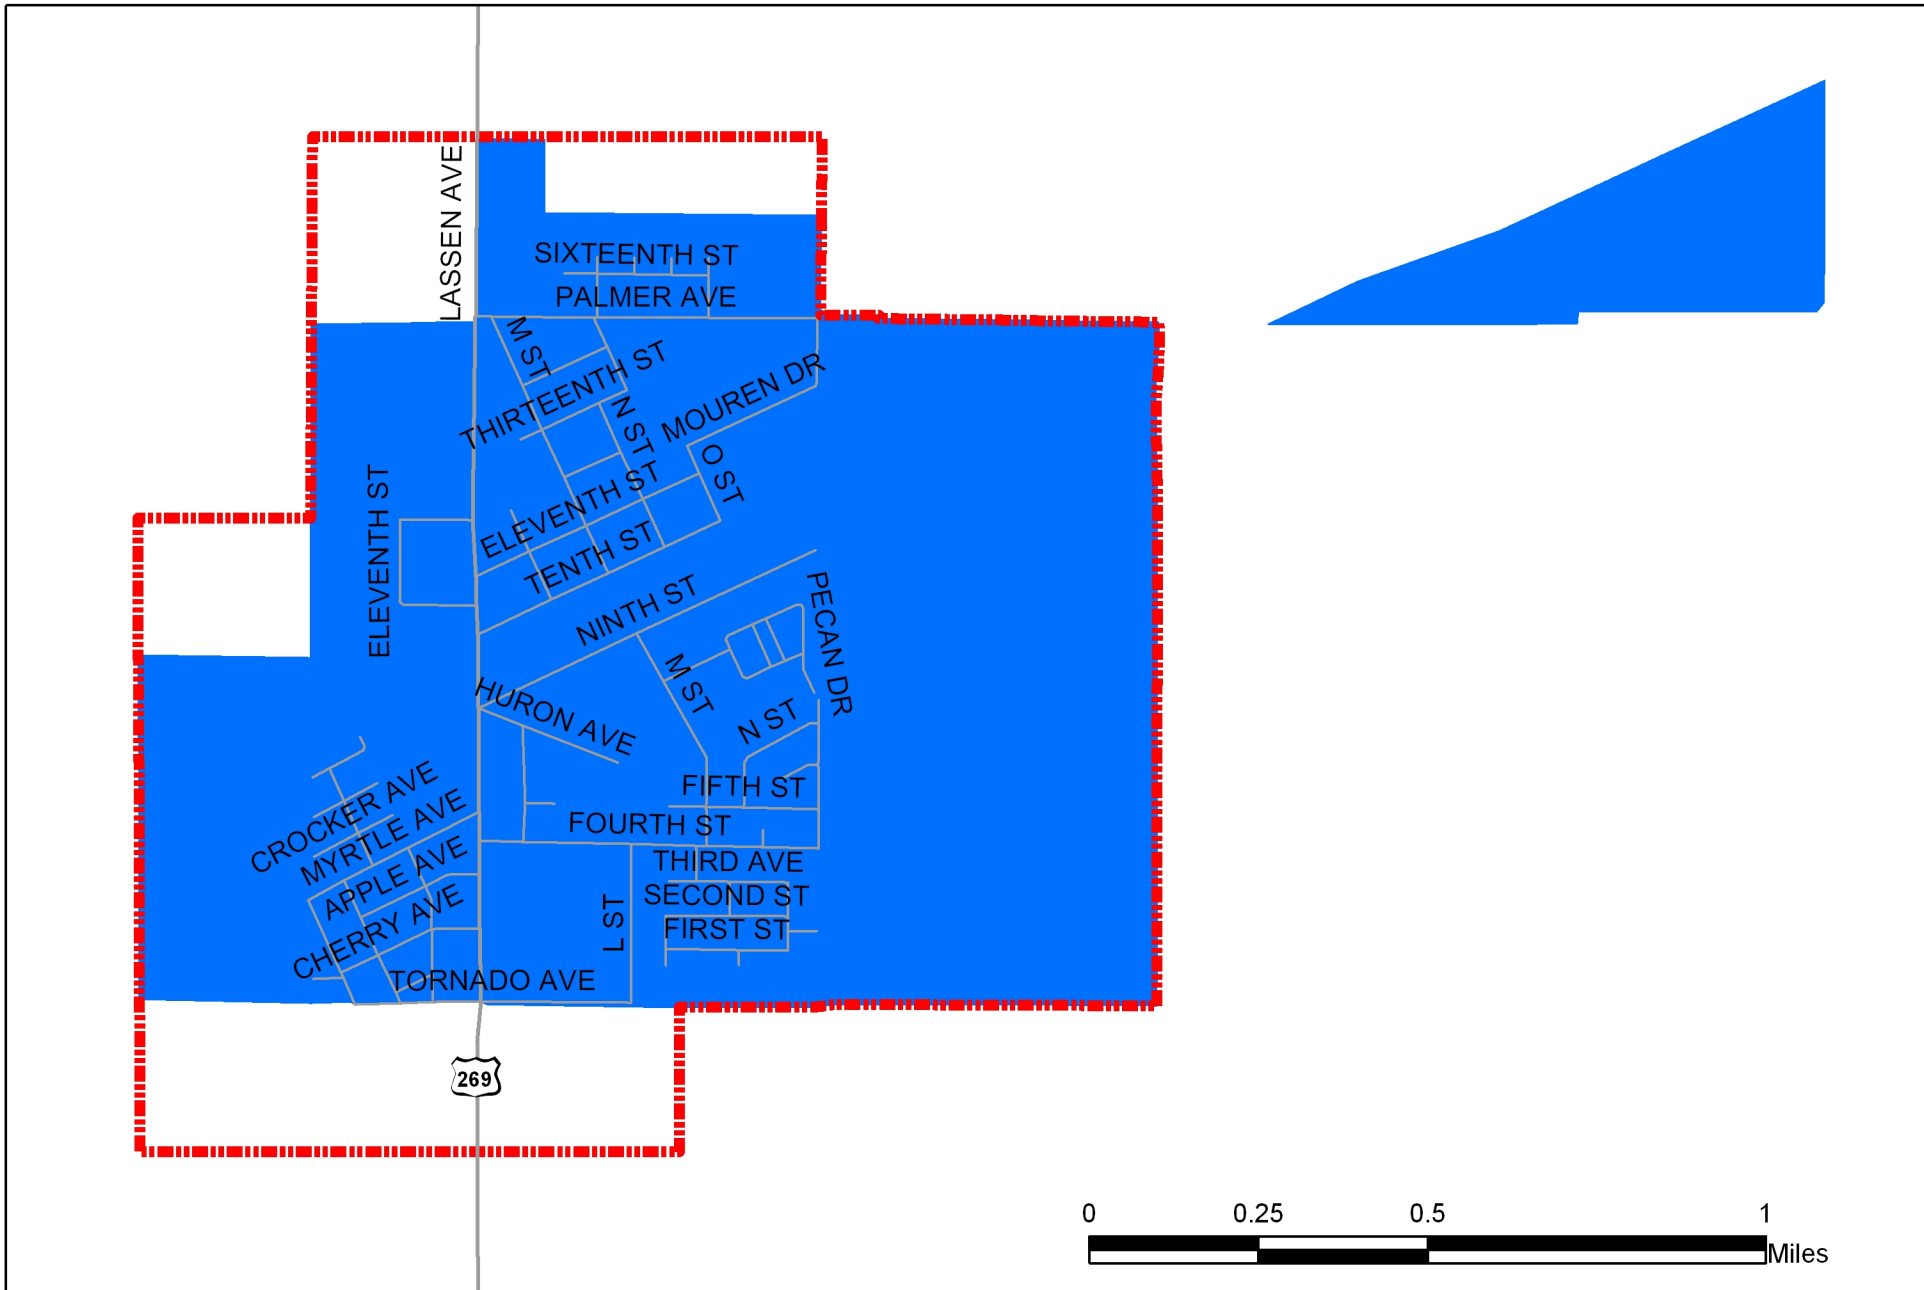 LASSEN AVE
SIXTEENTH ST
PALMER AVE
M ST
THIRTEENTH ST
MOUREN DR
N ST
O ST
ELEVENTH ST
ELEVENTH ST
TENTH ST
NINTH ST
PECAN DR
M ST
HURON AVE
N ST
CROCKER AVE
MYRTLE AVE
FIFTH ST
FOURTH ST
APPLE AVE
THIRD AVE
CHERRY AVE
SECOND ST
L ST
FIRST ST
TORNADO AVE
269
0 0.25 0.5 1
Miles